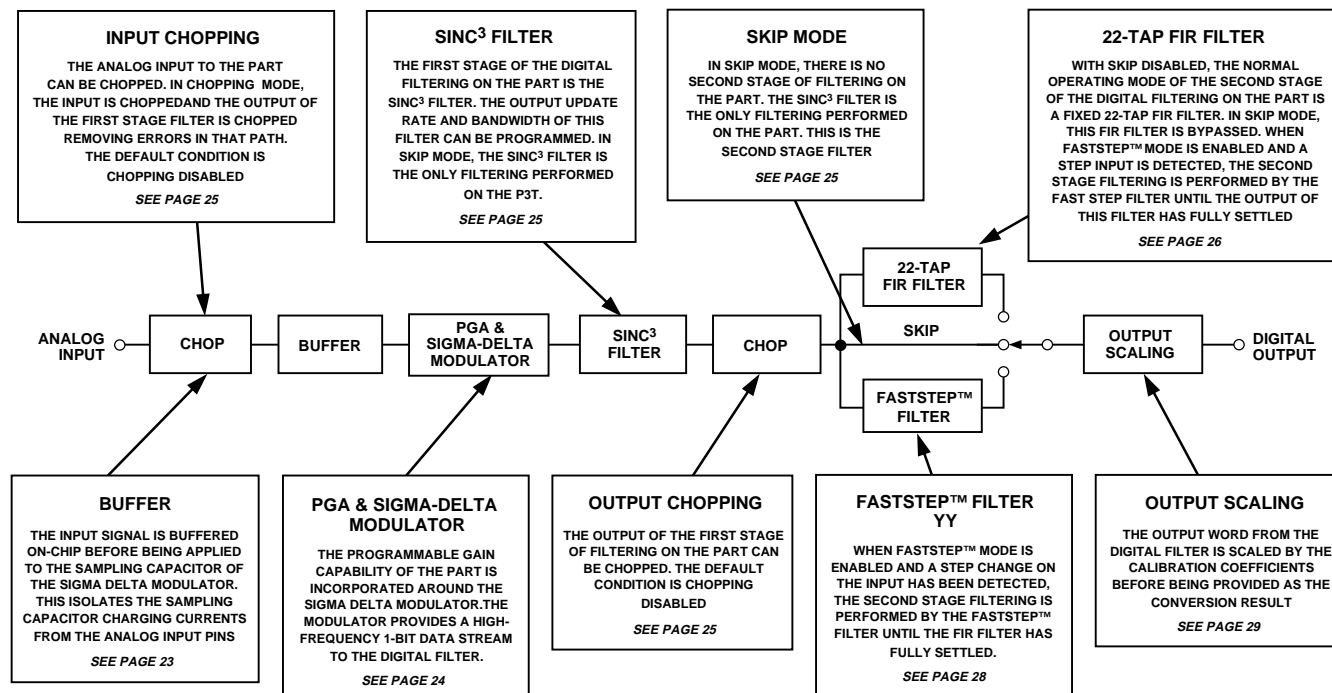 INPUT CHOPPING
THE ANALOG INPUT TO THE PART
CAN BE CHOPPED. IN CHOPPING MODE,
THE INPUT IS CHOPPEDAND THE OUTPUT OF
THE FIRST STAGE FILTER IS CHOPPED
REMOVING ERRORS IN THAT PATH.
THE DEFAULT CONDITION IS
CHOPPING DISABLED
SEE PAGE 25
SINC³ FILTER
THE FIRST STAGE OF THE DIGITAL
FILTERING ON THE PART IS THE
SINC³ FILTER. THE OUTPUT UPDATE
RATE AND BANDWIDTH OF THIS
FILTER CAN BE PROGRAMMED. IN
SKIP MODE, THE SINC³ FILTER IS
THE ONLY FILTERING PERFORMED
ON THE P3T.
SEE PAGE 25
SKIP MODE
IN SKIP MODE, THERE IS NO
SECOND STAGE OF FILTERING ON
THE PART. THE SINC³ FILTER IS
THE ONLY FILTERING PERFORMED
ON THE PART. THIS IS THE
SECOND STAGE FILTER
SEE PAGE 25
22-TAP FIR FILTER
WITH SKIP DISABLED, THE NORMAL
OPERATING MODE OF THE SECOND STAGE
OF THE DIGITAL FILTERING ON THE PART IS
A FIXED 22-TAP FIR FILTER. IN SKIP MODE,
THIS FIR FILTER IS BYPASSED. WHEN
FASTSTEP™ MODE IS ENABLED AND A
STEP INPUT IS DETECTED, THE SECOND
STAGE FILTERING IS PERFORMED BY THE
FAST STEP FILTER UNTIL THE OUTPUT OF
THIS FILTER HAS FULLY SETTLED
SEE PAGE 26
ANALOG
INPUT
CHOP
BUFFER
PGA &
SIGMA-DELTA
MODULATOR
SINC³
FILTER
CHOP
22-TAP
FIR FILTER
SKIP
FASTSTEP™
FILTER
OUTPUT
SCALING
DIGITAL
OUTPUT
BUFFER
THE INPUT SIGNAL IS BUFFERED
ON-CHIP BEFORE BEING APPLIED
TO THE SAMPLING CAPACITOR OF
THE SIGMA DELTA MODULATOR.
THIS ISOLATES THE SAMPLING
CAPACITOR CHARGING CURRENTS
FROM THE ANALOG INPUT PINS
SEE PAGE 23
PGA & SIGMA-DELTA
MODULATOR
THE PROGRAMMABLE GAIN
CAPABILITY OF THE PART IS
INCORPORATED AROUND THE
SIGMA DELTA MODULATOR.THE
MODULATOR PROVIDES A HIGH-
FREQUENCY 1-BIT DATA STREAM
TO THE DIGITAL FILTER.
SEE PAGE 24
OUTPUT CHOPPING
THE OUTPUT OF THE FIRST STAGE
OF FILTERING ON THE PART CAN
BE CHOPPED. THE DEFAULT
CONDITION IS CHOPPING
DISABLED
SEE PAGE 25
FASTSTEP™ FILTER
YY
WHEN FASTSTEP™ MODE IS
ENABLED AND A STEP CHANGE ON
THE INPUT HAS BEEN DETECTED,
THE SECOND STAGE FILTERING IS
PERFORMED BY THE FASTSTEP™
FILTER UNTIL THE FIR FILTER HAS
FULLY SETTLED.
SEE PAGE 28
OUTPUT SCALING
THE OUTPUT WORD FROM THE
DIGITAL FILTER IS SCALED BY THE
CALIBRATION COEFFICIENTS
BEFORE BEING PROVIDED AS THE
CONVERSION RESULT
SEE PAGE 29